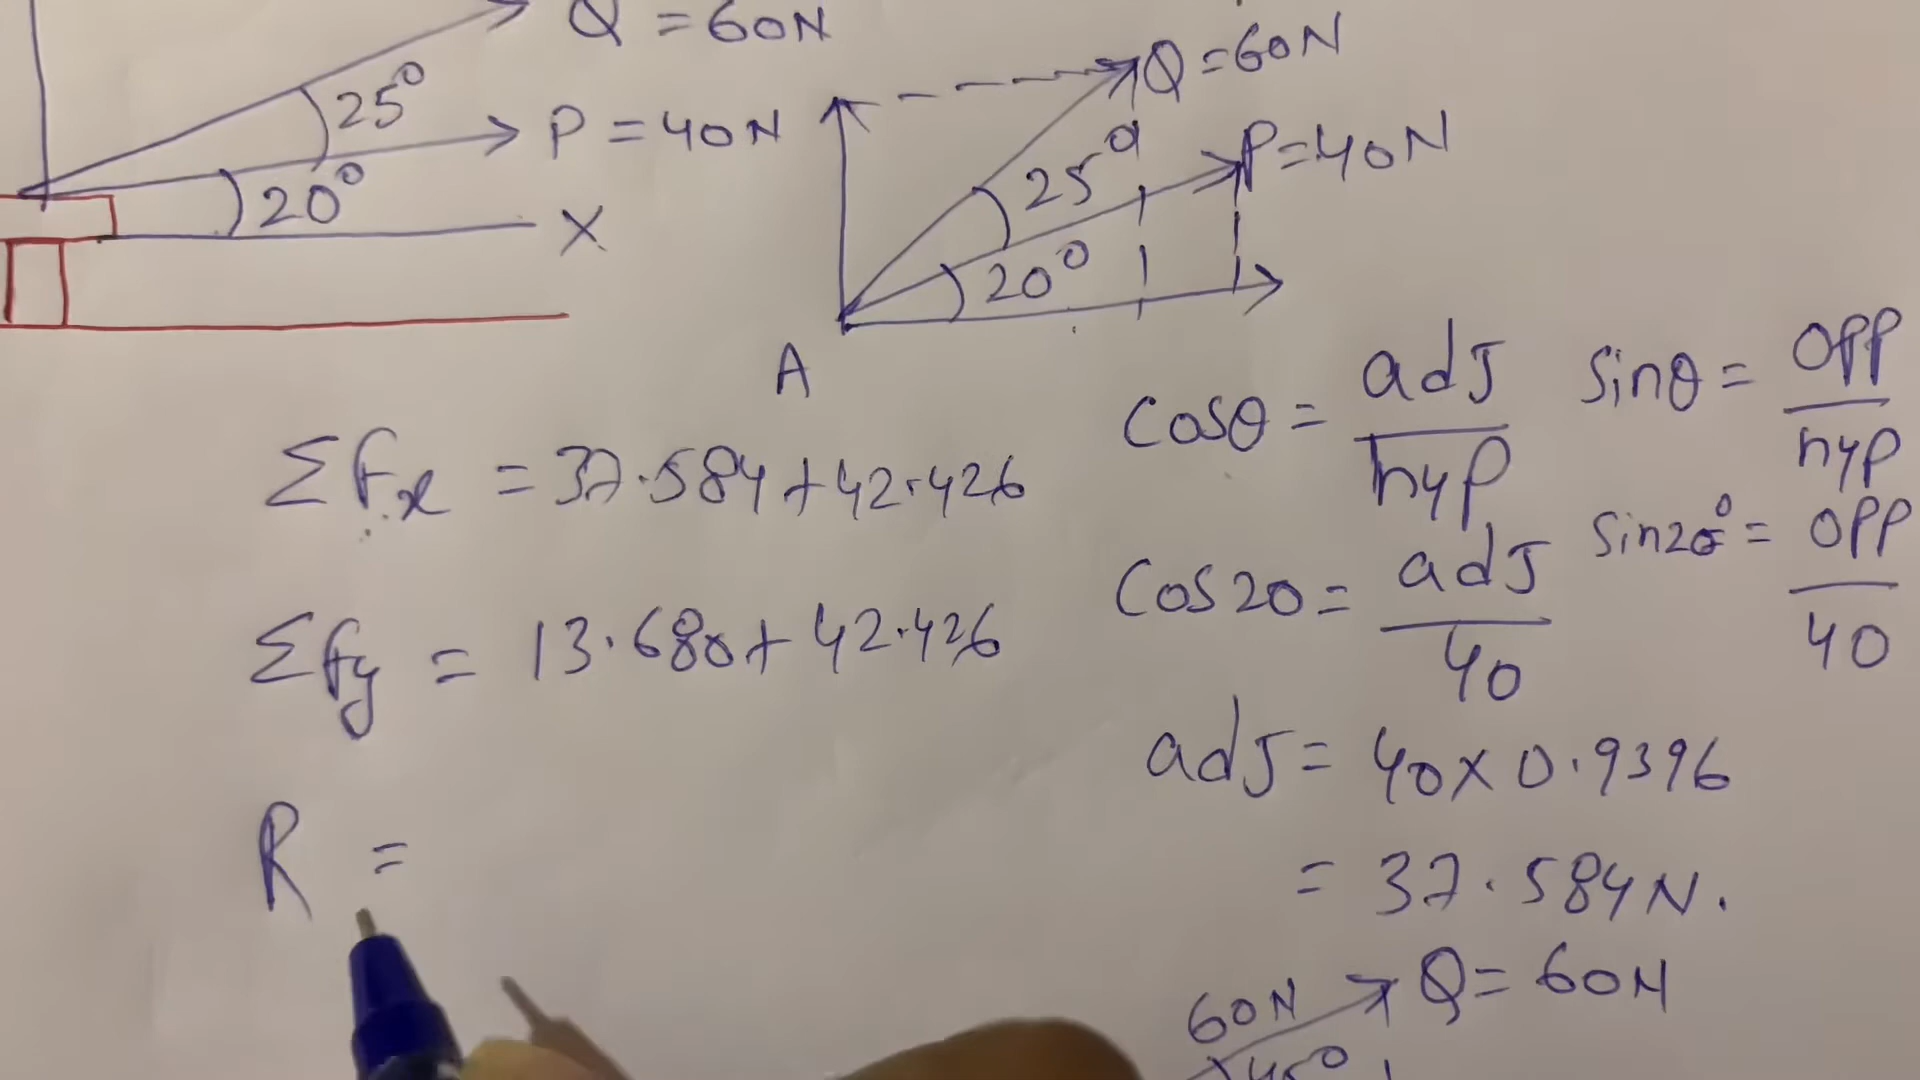 Q = 60N
25°
P = 40N
20°
X
Q = 60N
25°
P = 40N
20°
A
Cosθ = adJ/hyp
Sinθ = opp/hyp
ΣFx = 37.584 + 42.426
Cos20 = adJ/40
Sin20° = opp/40
ΣFy = 13.680 + 42.426
adJ = 40 x 0.9396
R =
= 37.584N.
60N
Q = 60N
45°